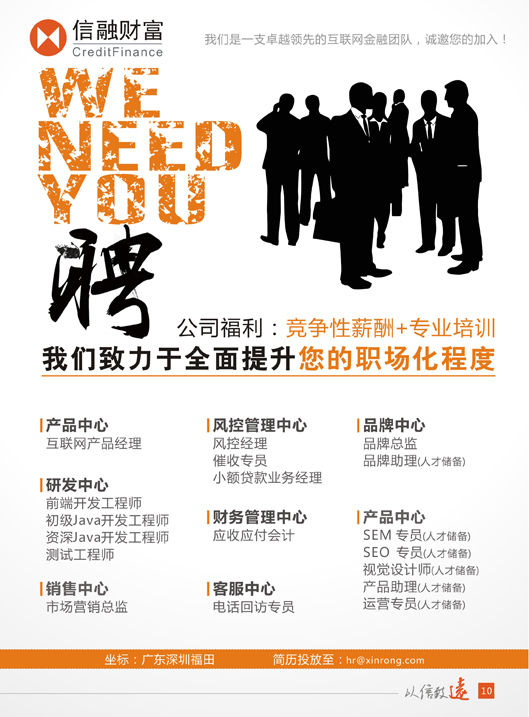 信融财富
CreditFinance
我们是一支卓越领先的互联网金融团队，诚邀您的加入！
WE
NEED
YOU
聘
公司福利：竞争性薪酬+专业培训
我们致力于全面提升您的职场化程度
产品中心
互联网产品经理
研发中心
前端开发工程师
初级Java开发工程师
资深Java开发工程师
测试工程师
销售中心
市场营销总监
风控管理中心
风控经理
催收专员
小额贷款业务经理
财务管理中心
应收应付会计
客服中心
电话回访专员
品牌中心
品牌总监
品牌助理(人才储备)
产品中心
SEM 专员(人才储备)
SEO 专员(人才储备)
视觉设计师(人才储备)
产品助理(人才储备)
运营专员(人才储备)
坐标：广东深圳福田
简历投放至：hr@xinrong.com
以信致远
10